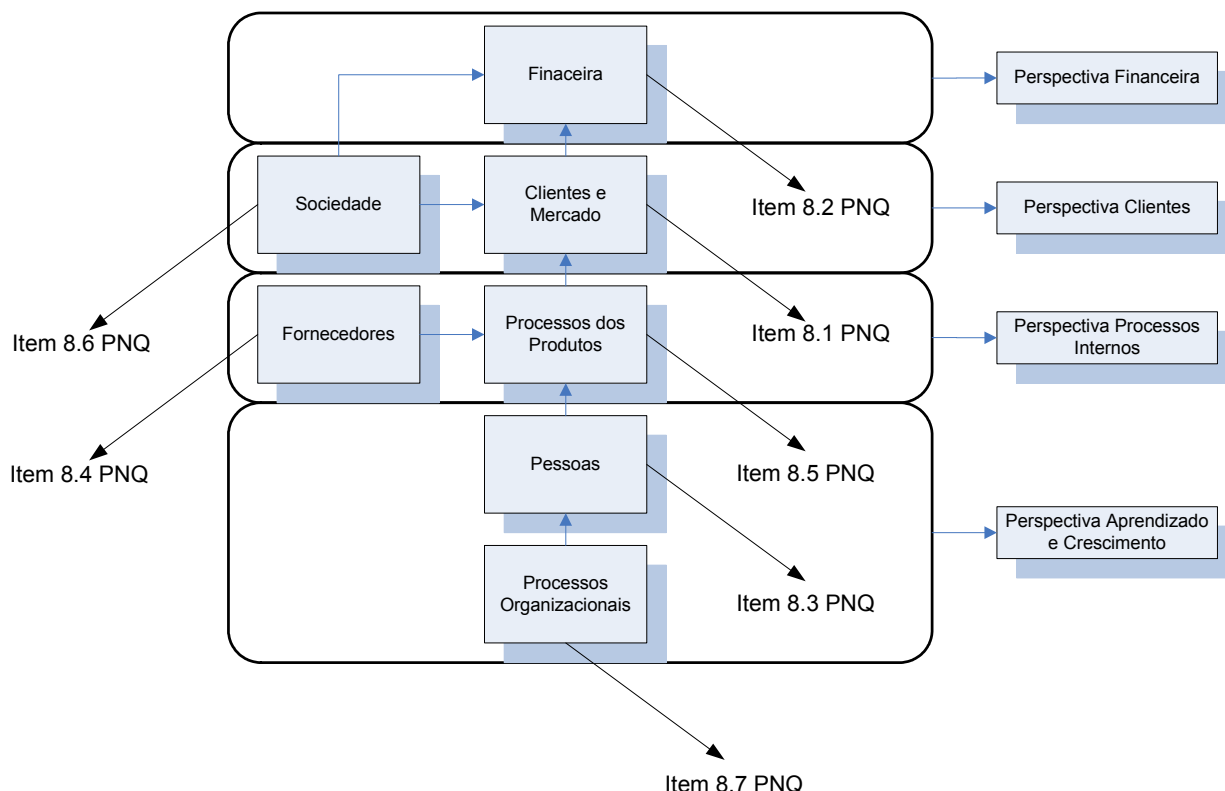 Finaceira
Perspectiva Financeira
Sociedade
Clientes e
Mercado
Item 8.2 PNQ
Perspectiva Clientes
Item 8.6 PNQ
Fornecedores
Processos dos
Produtos
Item 8.1 PNQ
Perspectiva Processos
Internos
Item 8.4 PNQ
Pessoas
Item 8.5 PNQ
Perspectiva Aprendizado
e Crescimento
Processos
Organizacionais
Item 8.3 PNQ
Item 8.7 PNQ